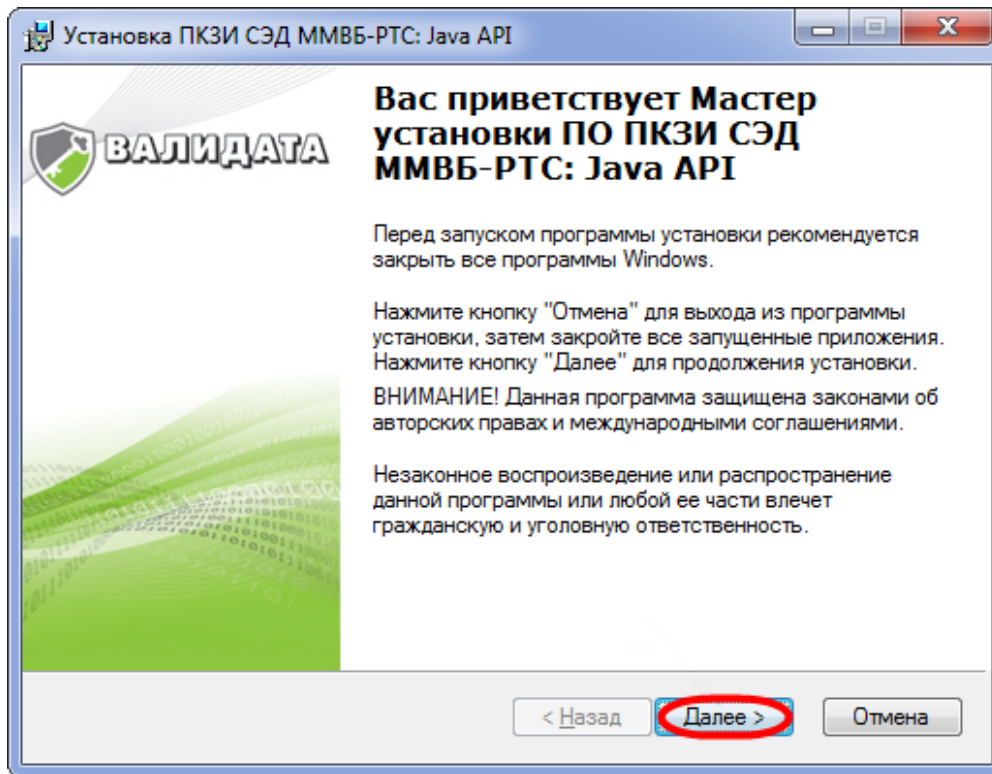 Установка ПКЗИ СЭД ММВБ-РТС: Java API
ВАЛИДАТА
Вас приветствует Мастер
установки ПО ПКЗИ СЭД
ММВБ-РТС: Java API
Перед запуском программы установки рекомендуется
закрыть все программы Windows.
Нажмите кнопку "Отмена" для выхода из программы
установки, затем закройте все запущенные приложения.
Нажмите кнопку "Далее" для продолжения установки.
ВНИМАНИЕ! Данная программа защищена законами об
авторских правах и международными соглашениями.
Незаконное воспроизведение или распространение
данной программы или любой ее части влечет
гражданскую и уголовную ответственность.
< Назад
Далее >
Отмена